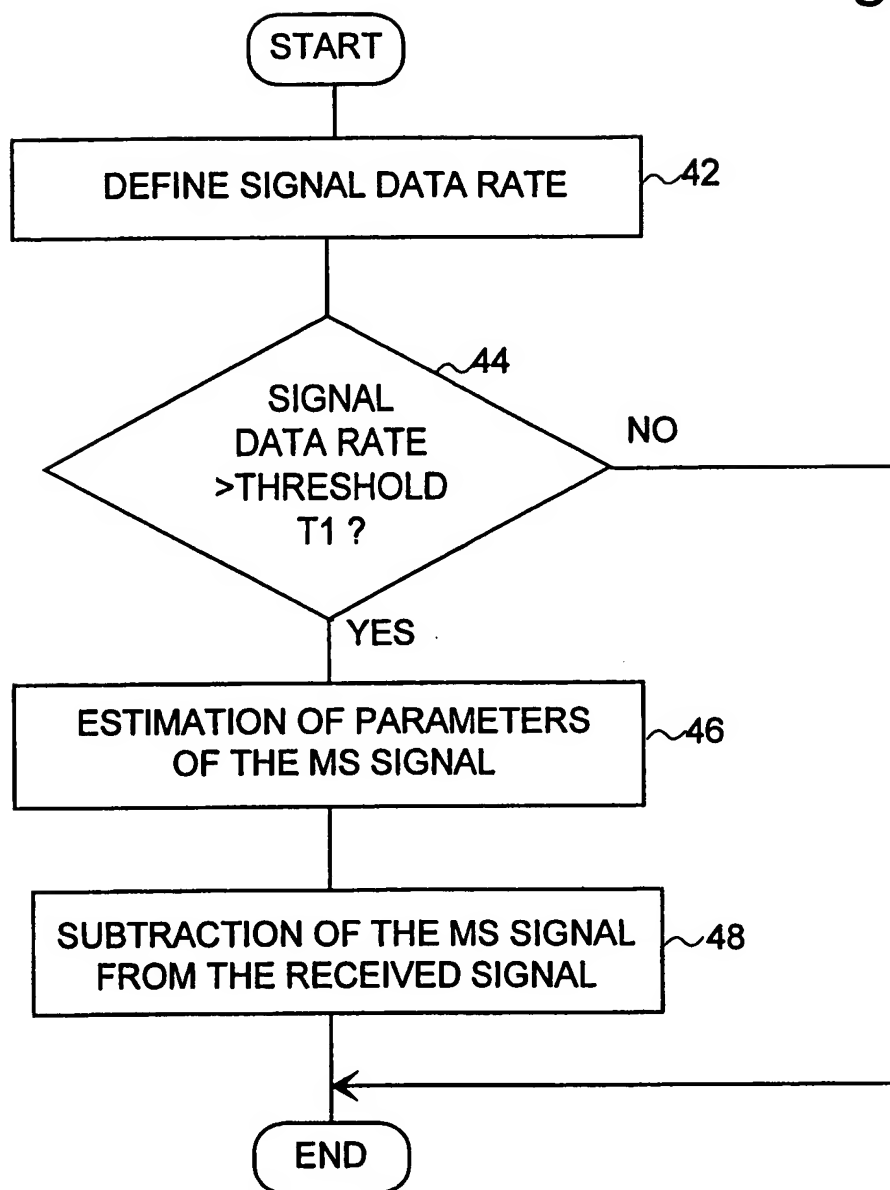 START
DEFINE SIGNAL DATA RATE
42
44
SIGNAL
DATA RATE
>THRESHOLD
T1 ?
NO
YES
ESTIMATION OF PARAMETERS
OF THE MS SIGNAL
46
SUBTRACTION OF THE MS SIGNAL
FROM THE RECEIVED SIGNAL
48
END